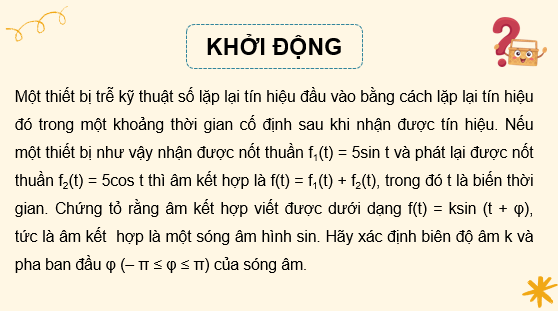 KHỞI ĐỘNG
Một thiết bị trễ kỹ thuật số lặp lại tín hiệu đầu vào bằng cách lặp lại tín hiệu
đó trong một khoảng thời gian cố định sau khi nhận được tín hiệu. Nếu
một thiết bị như vậy nhận được nốt thuần f₁(t) = 5sin t và phát lại được nốt
thuần f₂(t) = 5cos t thì âm kết hợp là f(t) = f₁(t) + f₂(t), trong đó t là biến thời
gian. Chứng tỏ rằng âm kết hợp viết được dưới dạng f(t) = ksin (t + φ),
tức là âm kết hợp là một sóng âm hình sin. Hãy xác định biên độ âm k và
pha ban đầu φ (– π ≤ φ ≤ π) của sóng âm.